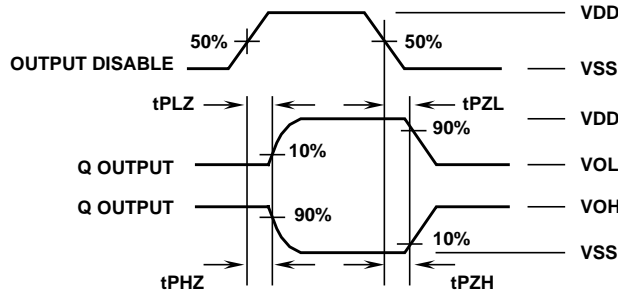 VDD
50%
50%
OUTPUT DISABLE
VSS
tPLZ
tPZL
VDD
90%
10%
Q OUTPUT
VOL
Q OUTPUT
VOH
90%
10%
VSS
tPHZ
tPZH